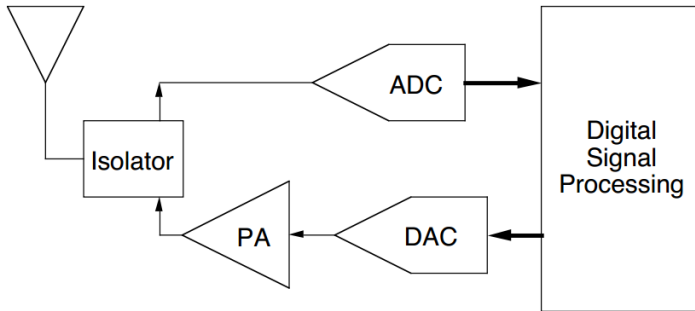 ADC
Isolator
Digital
Signal
Processing
PA
DAC